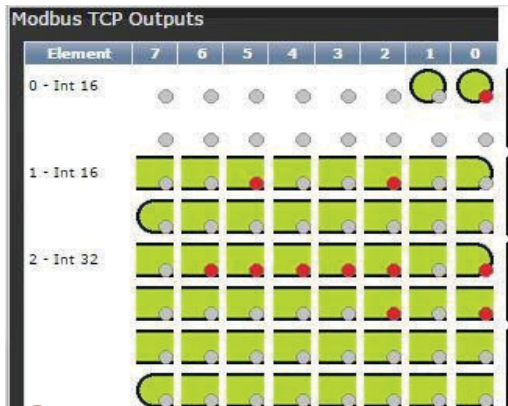 Modbus TCP Outputs
Element 7 6 5 4 3 2 1 0
0 - Int 16
1 - Int 16
2 - Int 32